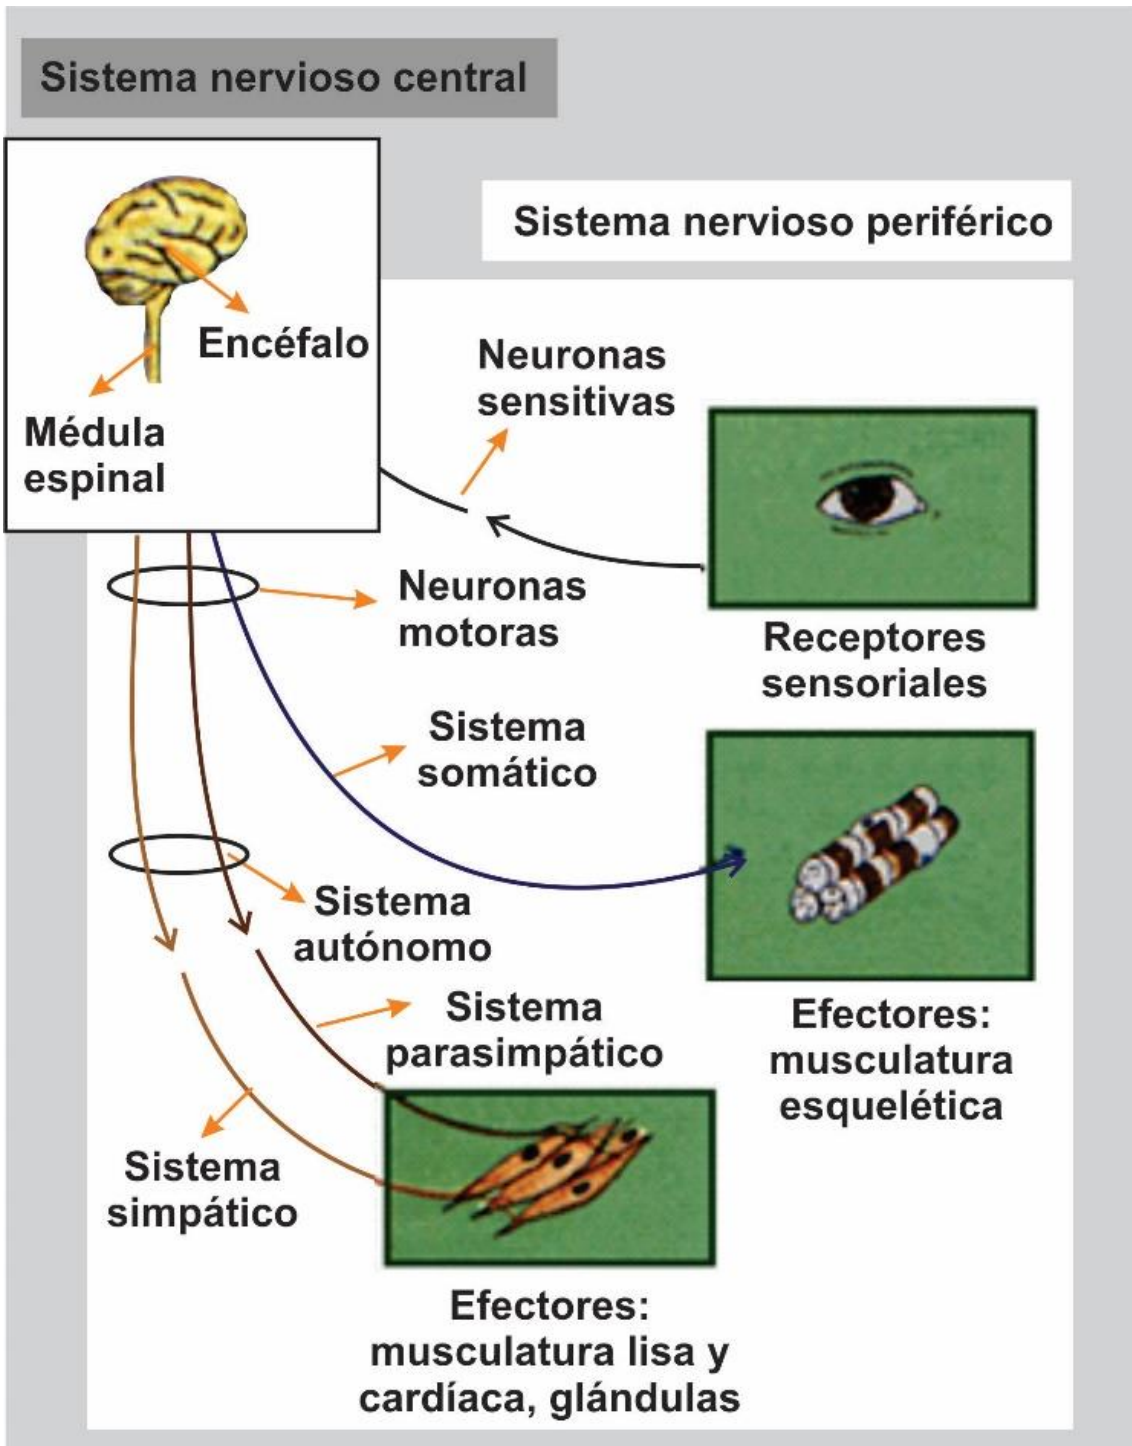 Sistema nervioso central
Sistema nervioso periférico
Encéfalo
Médula
espinal
Neuronas
sensitivas
Receptores
sensoriales
Neuronas
motoras
Sistema
somático
Efectores:
musculatura
esquelética
Sistema
autónomo
Sistema
parasimpático
Sistema
simpático
Efectores:
musculatura lisa y
cardíaca, glándulas